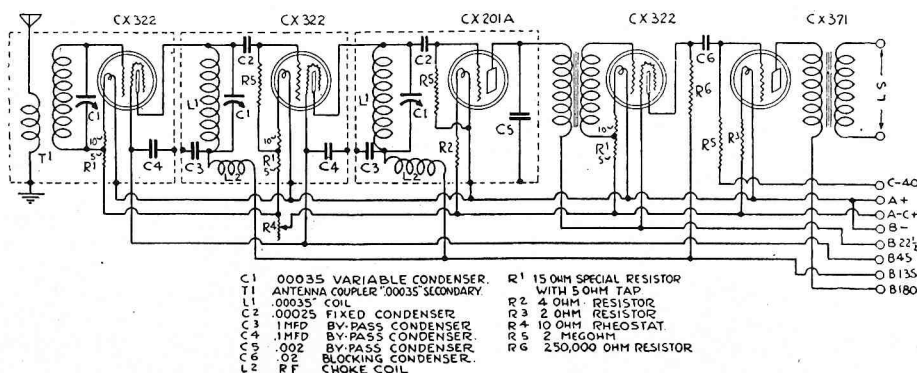 CX322 CX322 CX201A CX322 CX371
C2 C2 C6
R5 R5 R6
L1 L1 LS
C1 C1 C1 C5
T1 R1 10~ 5~ C4 C3 R1 10~ 5~ C4 C3 R2 R1 10~ 5~ R5 R3
L2 L2
C-40
A+
R4 A-C+
B-
B22½
B45
B135
B180
C1 .00035 VARIABLE CONDENSER.
T1 ANTENNA COUPLER ".00035" SECONDARY.
L1 .00035" COIL
C2 .00025 FIXED CONDENSER
C3 1MFD BY-PASS CONDENSER
C4 .1MFD BY-PASS CONDENSER
C5 .002 BY-PASS CONDENSER
C6 .02 BLOCKING CONDENSER.
L2 RF CHOKE COIL
R1 15 OHM SPECIAL RESISTOR
WITH 5 OHM TAP
R2 4 OHM RESISTOR
R3 2 OHM RESISTOR
R4 10 OHM RHEOSTAT.
R5 2 MEGOHM
R6 250,000 OHM RESISTOR